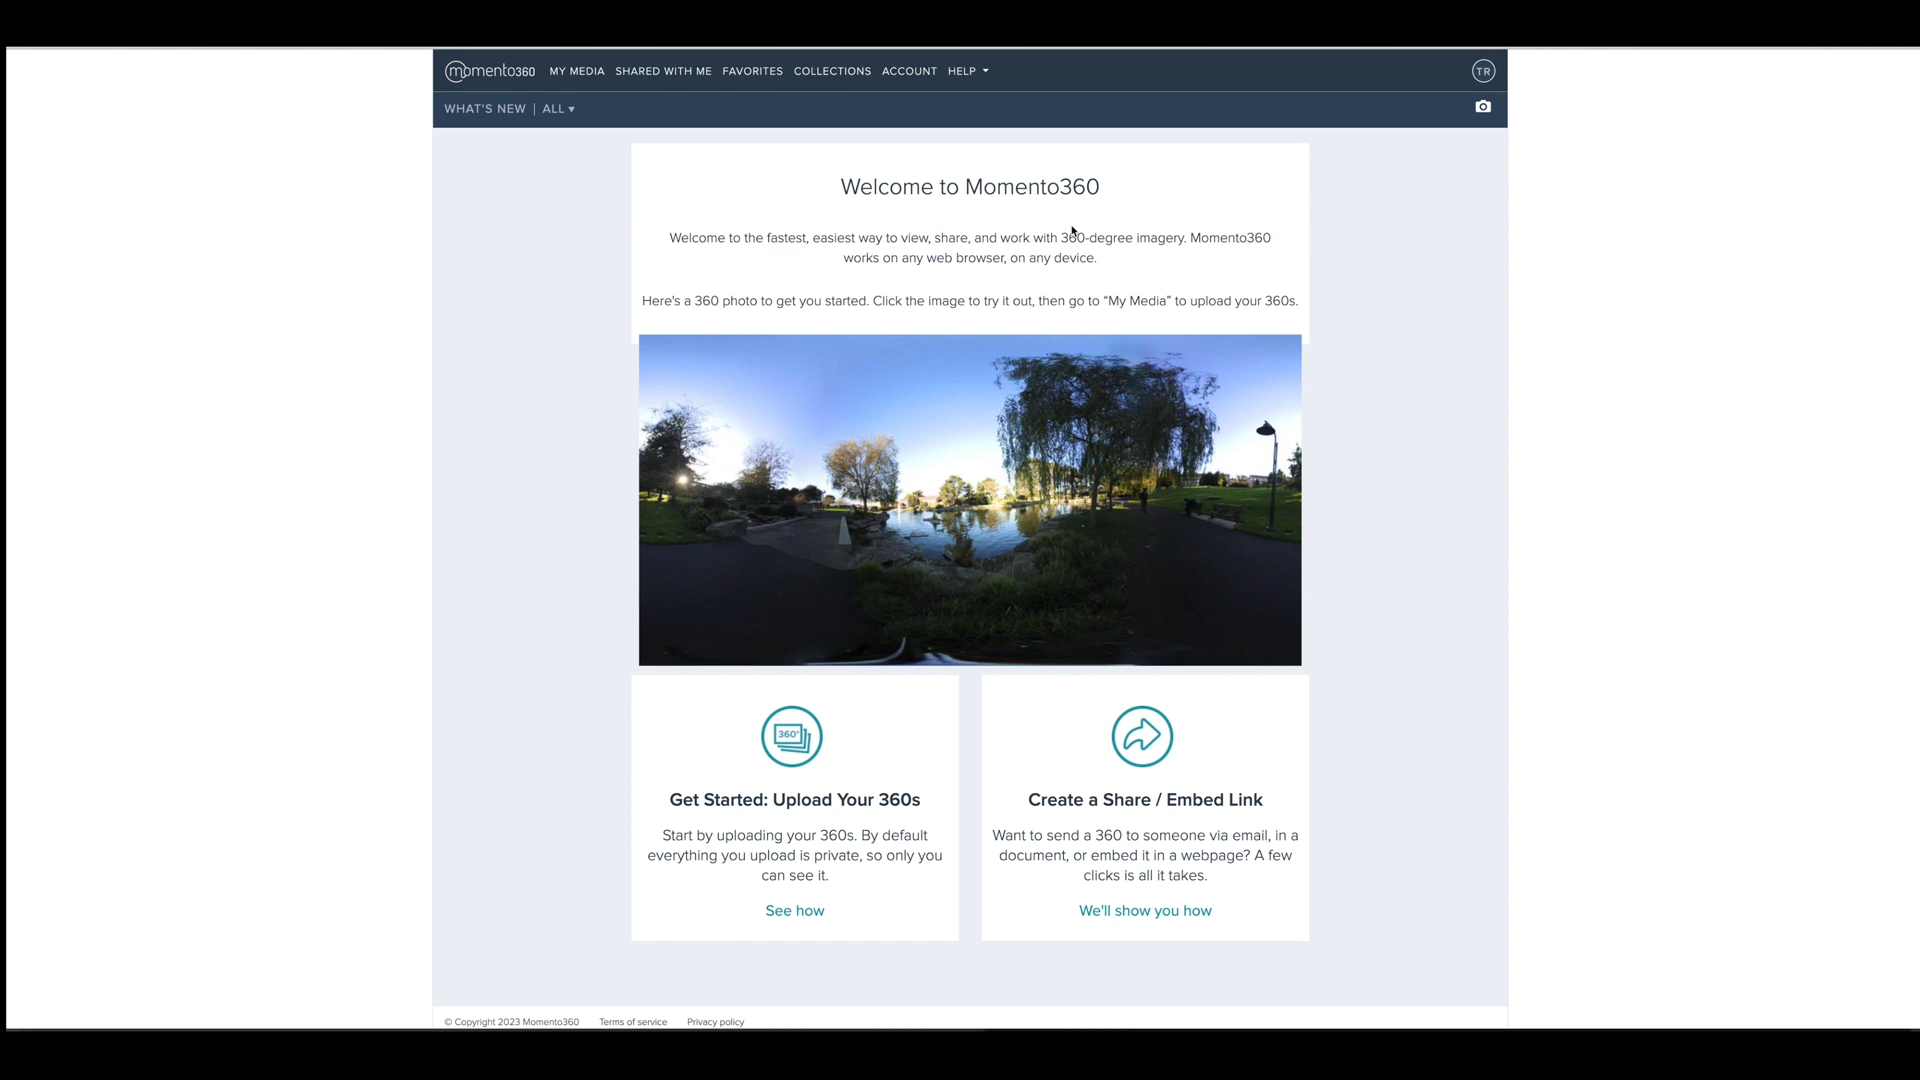 momento360 MY MEDIA SHARED WITH ME FAVORITES COLLECTIONS ACCOUNT HELP TR
WHAT'S NEW | ALL
Welcome to Momento360
Welcome to the fastest, easiest way to view, share, and work with 360-degree imagery. Momento360
works on any web browser, on any device.
Here's a 360 photo to get you started. Click the image to try it out, then go to “My Media” to upload your 360s.
360°
Get Started: Upload Your 360s
Start by uploading your 360s. By default
everything you upload is private, so only you
can see it.
See how
Create a Share / Embed Link
Want to send a 360 to someone via email, in a
document, or embed it in a webpage? A few
clicks is all it takes.
We'll show you how
© Copyright 2023 Momento360 Terms of service Privacy policy